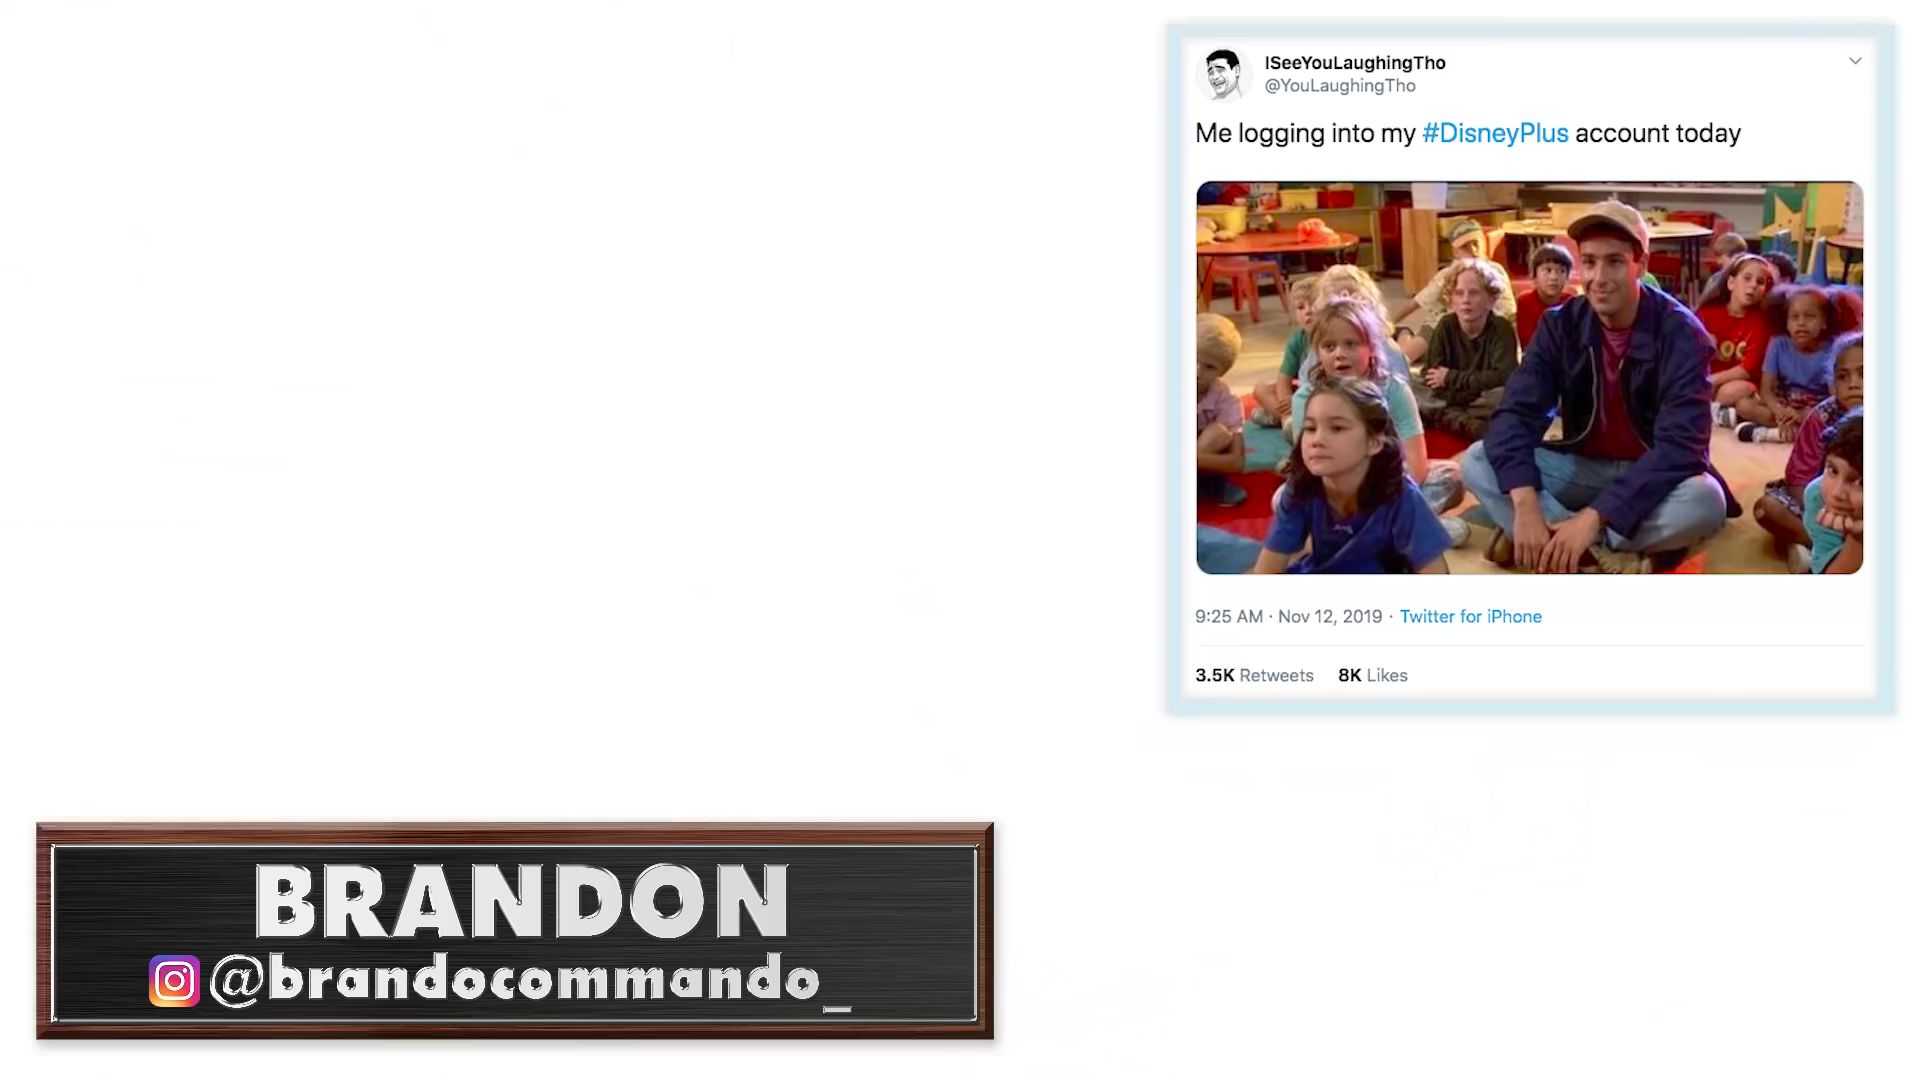 ISeeYouLaughingTho
@YouLaughingTho
Me logging into my #DisneyPlus account today
9:25 AM · Nov 12, 2019 · Twitter for iPhone
3.5K Retweets 8K Likes
BRANDON
@brandocommando_